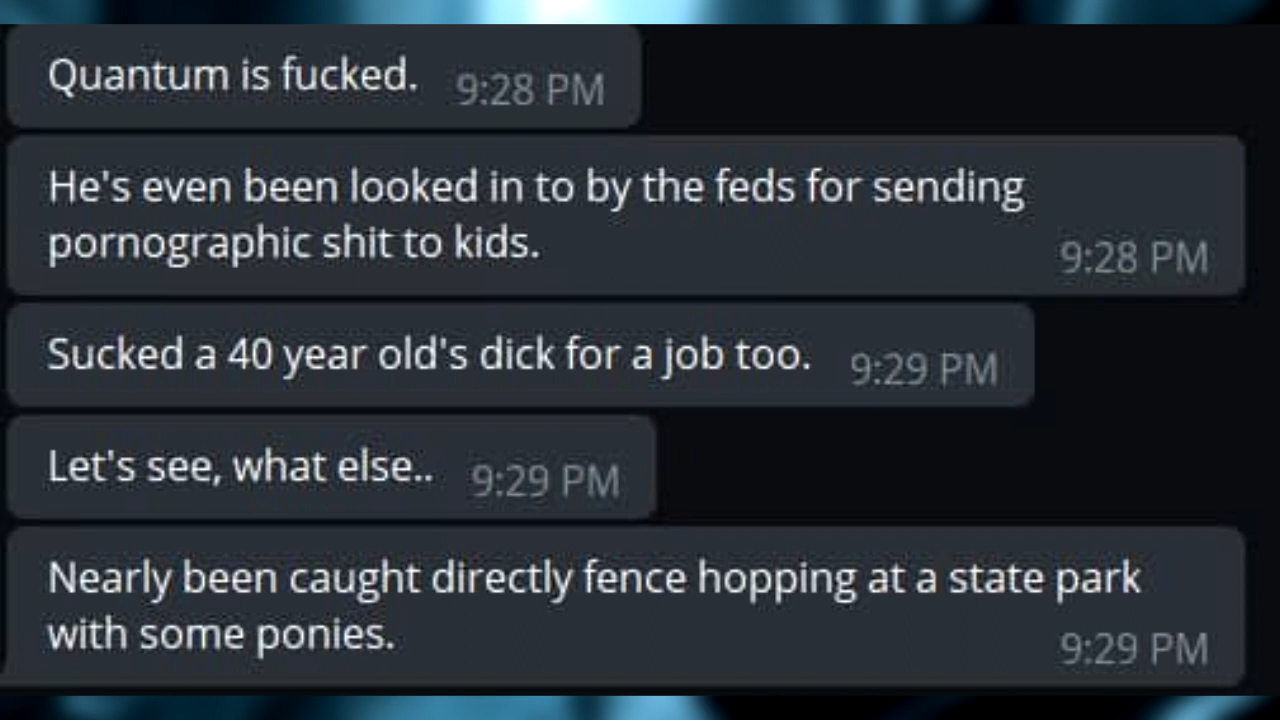 Quantum is fucked. 9:28 PM
He's even been looked in to by the feds for sending
pornographic shit to kids. 9:28 PM
Sucked a 40 year old's dick for a job too. 9:29 PM
Let's see, what else.. 9:29 PM
Nearly been caught directly fence hopping at a state park
with some ponies. 9:29 PM